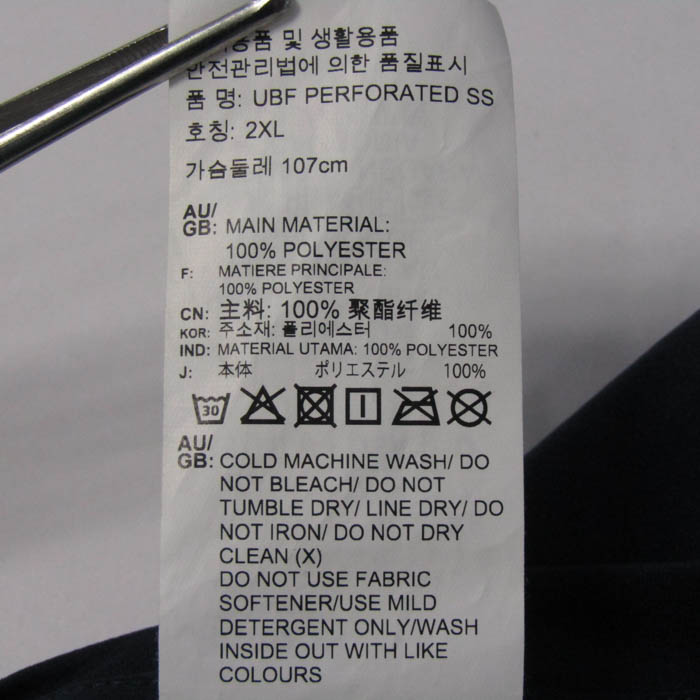 용품 및 생활용품
안전관리법에 의한 품질표시
품 명: UBF PERFORATED SS
호칭: 2XL
가슴둘레 107cm
AU/
GB: MAIN MATERIAL:
100% POLYESTER
F: MATIERE PRINCIPALE:
100% POLYESTER
CN: 主料: 100% 聚酯纤维
KOR: 주소재: 폴리에스터 100%
IND: MATERIAL UTAMA: 100% POLYESTER
J: 本体 ポリエステル 100%
30
AU/
GB: COLD MACHINE WASH/ DO
NOT BLEACH/ DO NOT
TUMBLE DRY/ LINE DRY/ DO
NOT IRON/ DO NOT DRY
CLEAN (X)
DO NOT USE FABRIC
SOFTENER/USE MILD
DETERGENT ONLY/WASH
INSIDE OUT WITH LIKE
COLOURS